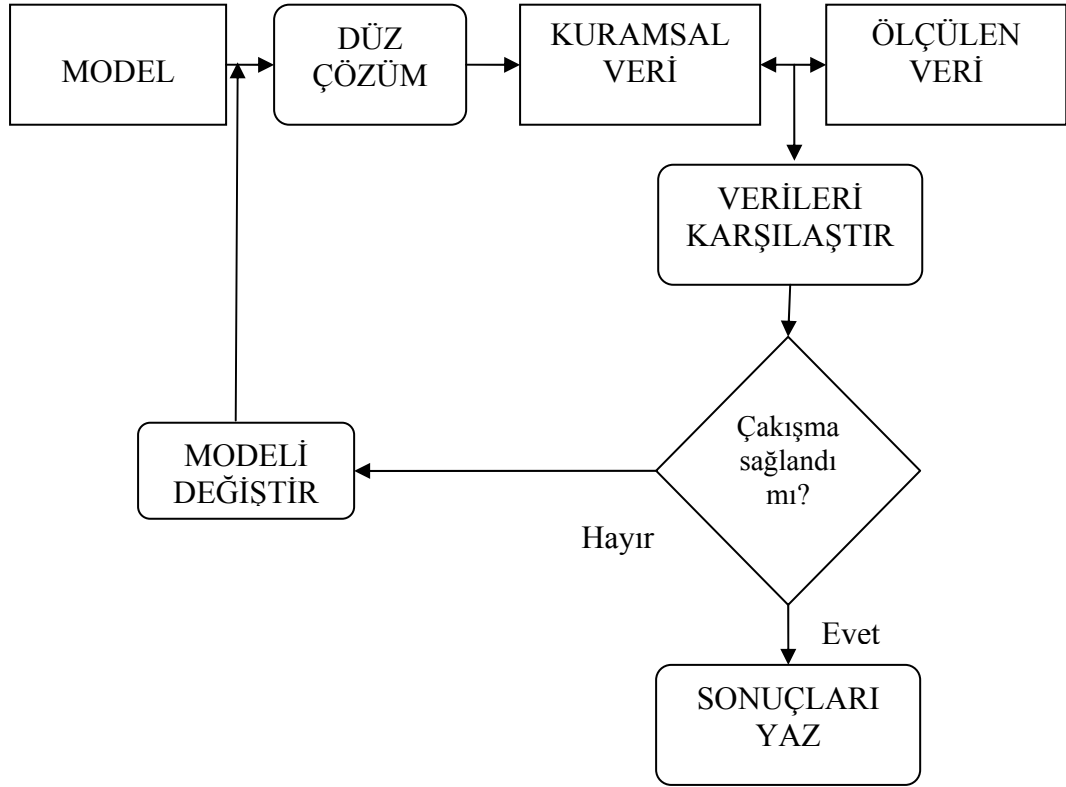 MODEL
DÜZ
ÇÖZÜM
KURAMSAL
VERİ
ÖLÇÜLEN
VERİ
VERİLERİ
KARŞILAŞTIR
Çakışma
sağlandı
mı?
MODELİ
DEĞİŞTİR
Hayır
Evet
SONUÇLARI
YAZ